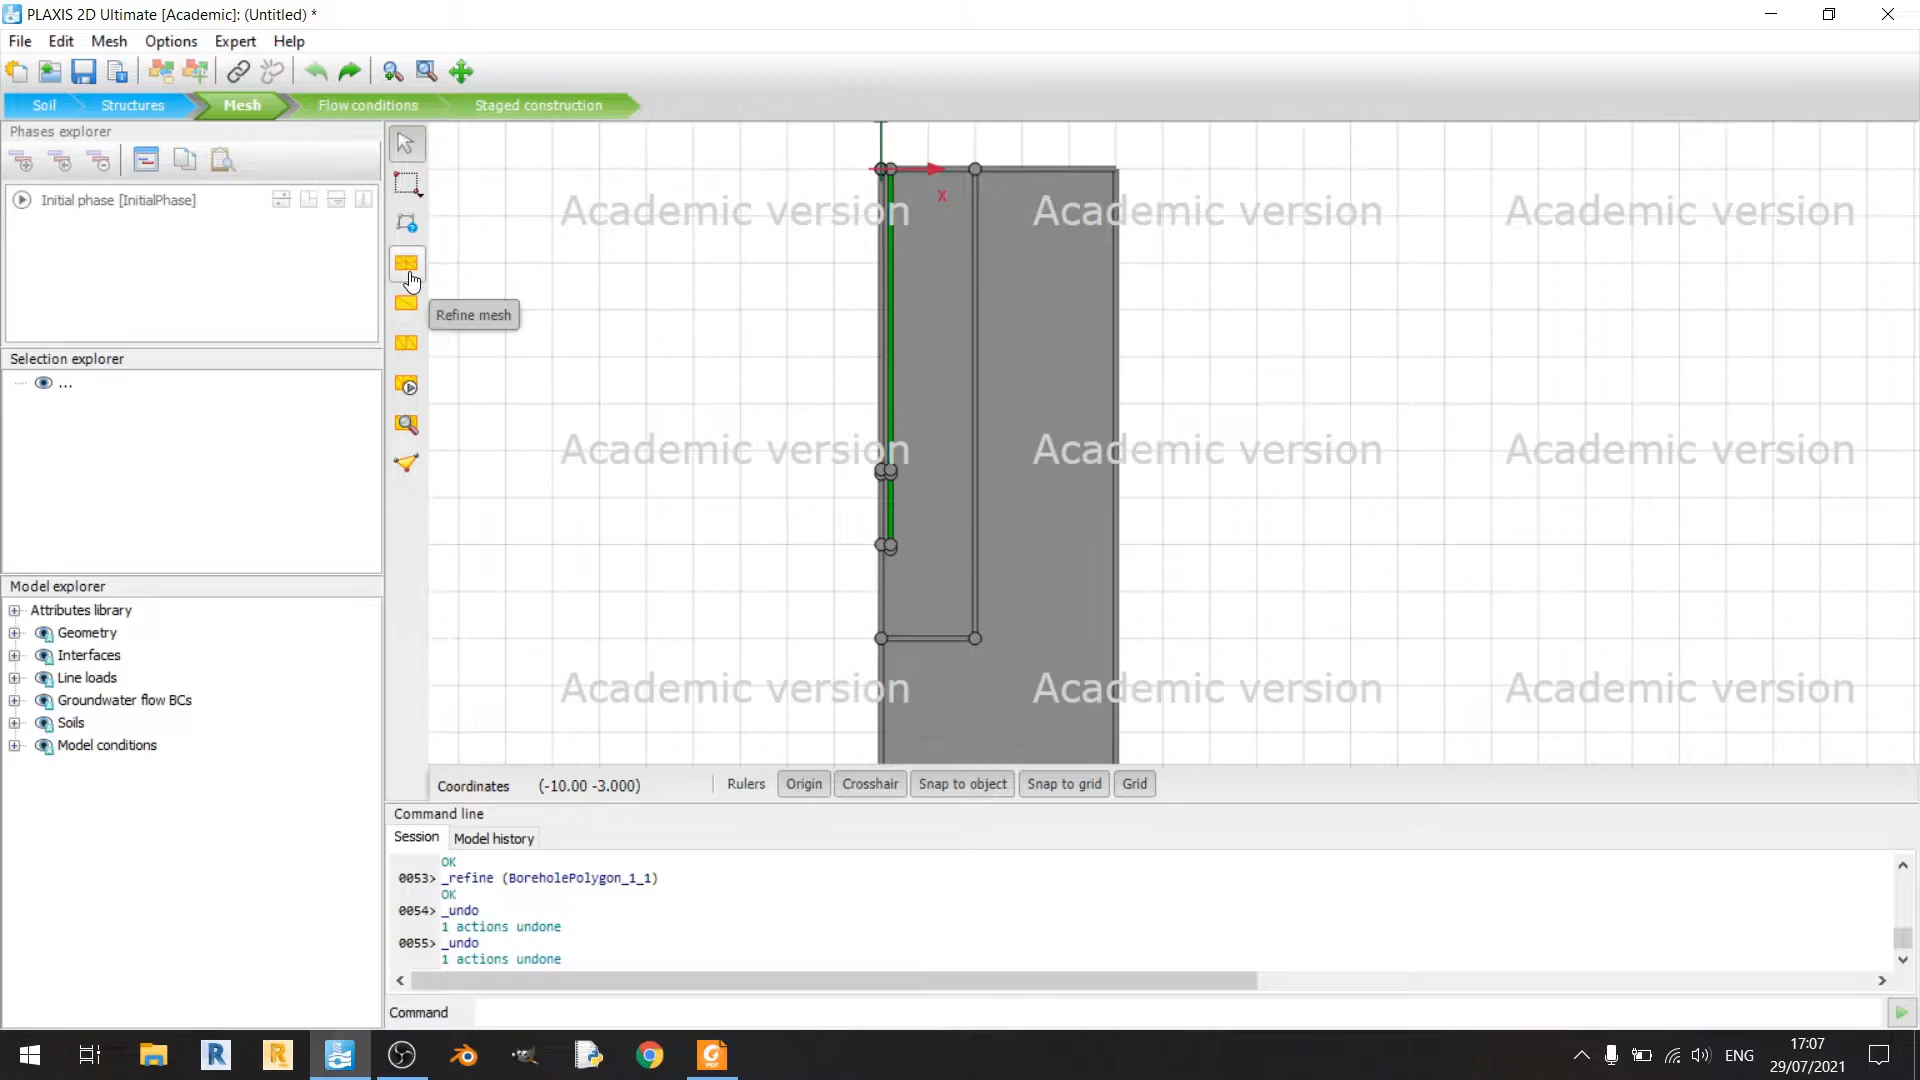 PLAXIS 2D Ultimate [Academic]: (Untitled) *
File Edit Mesh Options Expert Help
Soil Structures Mesh Flow conditions Staged construction
Phases explorer
Initial phase [InitialPhase]
Selection explorer
...
Model explorer
Attributes library
Geometry
Interfaces
Line loads
Groundwater flow BCs
Soils
Model conditions
Refine mesh
x
Academic version Academic version Academic version
Academic version Academic version Academic version
Academic version Academic version Academic version
Coordinates (-10.00 -3.000) Rulers Origin Crosshair Snap to object Snap to grid Grid
Command line
Session Model history
OK
0053> _refine (BoreholePolygon_1_1)
OK
0054> _undo
1 actions undone
0055> _undo
1 actions undone
Command
ENG
17:07
29/07/2021